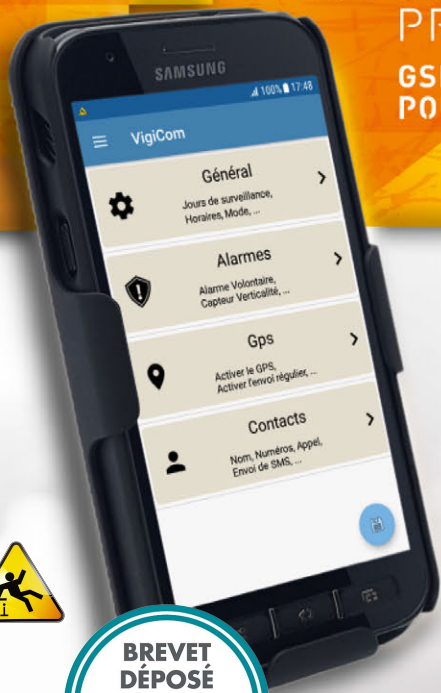 PR
GSM
PO
SAMSUNG
100% 17:48
VigiCom
Général
Jours de surveillance,
Horaires, Mode, ...
Alarmes
Alarme Volontaire,
Capteur Verticalité, ...
Gps
Activer le GPS,
Activer l'envoi régulier, ...
Contacts
Nom, Numéros, Appel,
Envoi de SMS, ...
BREVET
DÉPOSÉ